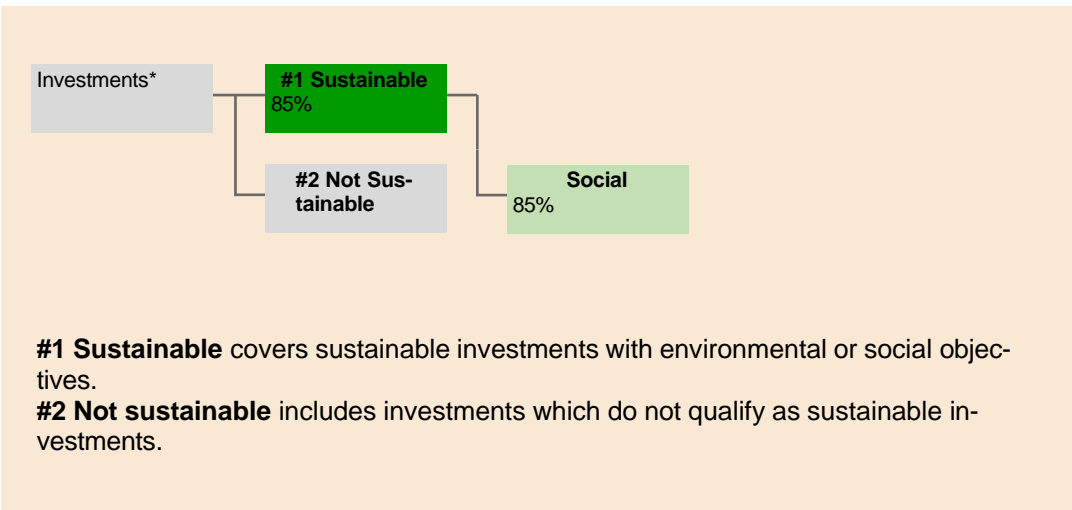 Investments*
#1 Sustainable
85%
#2 Not Sus-
tainable
Social
85%
#1 Sustainable covers sustainable investments with environmental or social objec-
tives.
#2 Not sustainable includes investments which do not qualify as sustainable in-
vestments.